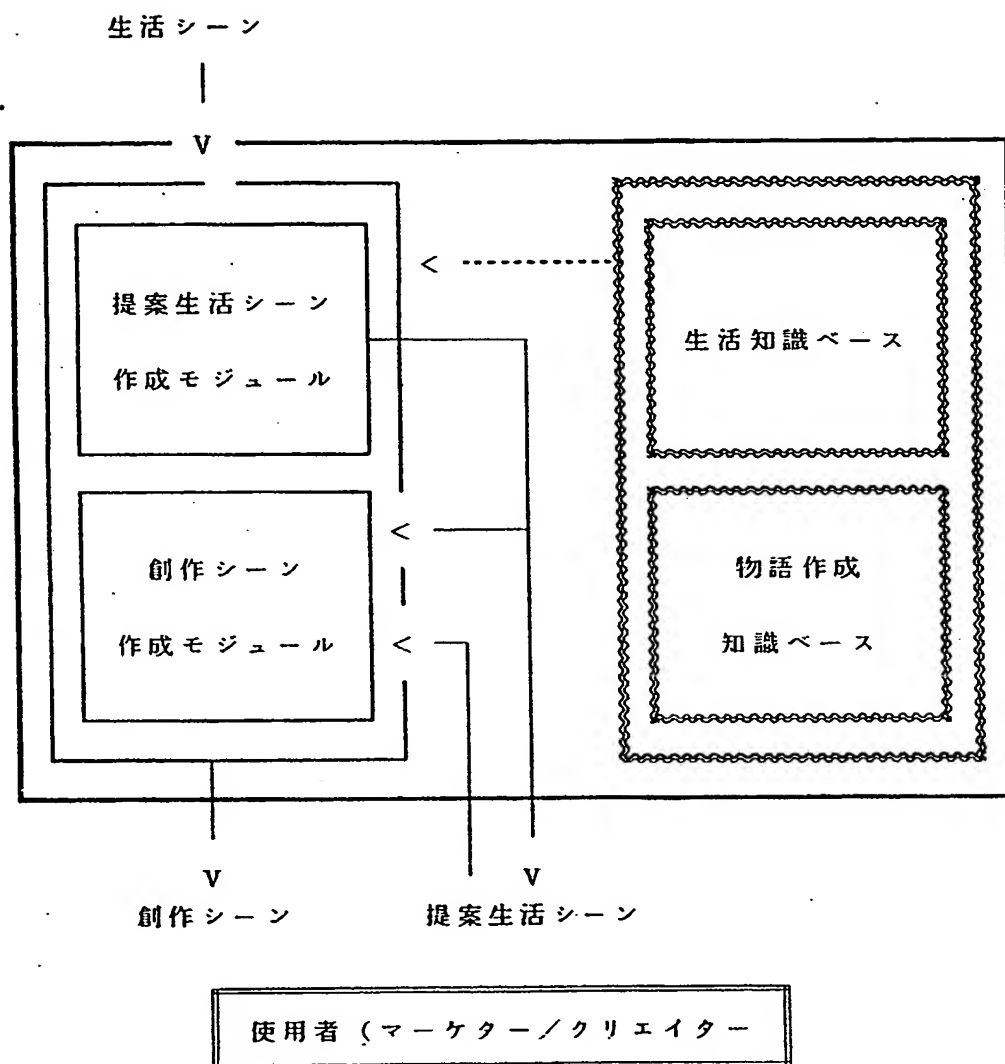 生活シーン
提案生活シーン
作成モジュール
生活知識ベース
創作シーン
作成モジュール
物語作成
知識ベース
創作シーン
提案生活シーン
使用者(マーケター/クリエイター